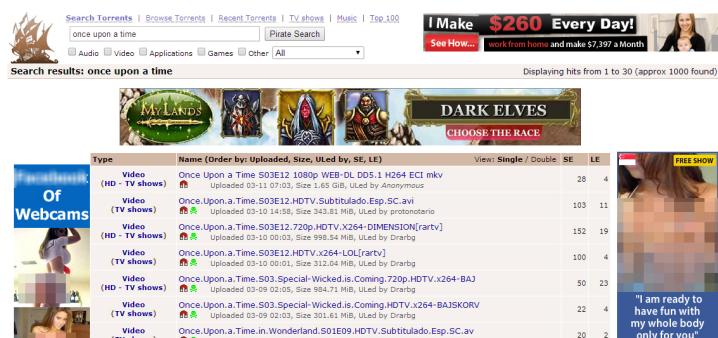 Search Torrents | Browse Torrents | Recent Torrents | TV shows | Music | Top 100
once upon a time Pirate Search
Audio Video Applications Games Other All
I Make $260 Every Day!
See How... work from home and make $7,397 a Month
Search results: once upon a time Displaying hits from 1 to 30 (approx 1000 found)
MYLANDS
DARK ELVES
CHOOSE THE RACE
Type Name (Order by: Uploaded, Size, ULed by, SE, LE) View: Single / Double SE LE
Video Once Upon a Time S03E12 1080p WEB-DL DD5.1 H264 ECI mkv 28 4
(HD - TV shows) Uploaded 03-11 07:03, Size 1.65 GiB, ULed by Anonymous
Video Once.Upon.a.Time.S03E12.HDTV.Subtitulado.Esp.SC.avi 103 11
(TV shows) Uploaded 03-10 14:58, Size 343.81 MiB, ULed by protonotario
Video Once.Upon.a.Time.S03E12.720p.HDTV.X264-DIMENSION[rartv] 152 19
(HD - TV shows) Uploaded 03-10 00:03, Size 998.54 MiB, ULed by Drarbg
Video Once.Upon.a.Time.S03E12.HDTV.x264-LOL[rartv] 100 4
(TV shows) Uploaded 03-10 00:01, Size 312.04 MiB, ULed by Drarbg
Video Once.Upon.a.Time.S03.Special-Wicked.is.Coming.720p.HDTV.x264-BAJ 50 23
(HD - TV shows) Uploaded 03-09 02:05, Size 984.71 MiB, ULed by Drarbg
Video Once.Upon.a.Time.S03.Special-Wicked.is.Coming.HDTV.x264-BAJSKORV 22 4
(TV shows) Uploaded 03-09 02:03, Size 301.61 MiB, ULed by Drarbg
Video Once.Upon.a.Time.in.Wonderland.S01E09.HDTV.Subtitulado.Esp.SC.av 20 2
Of
Webcams
FREE SHOW
"I am ready to
have fun with
my whole body
only for you"